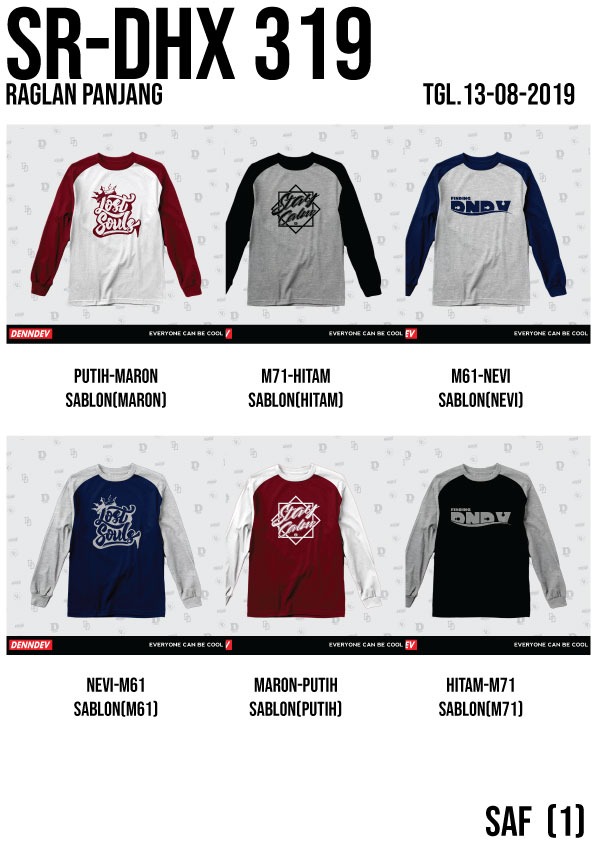 SR-DHX 319
RAGLAN PANJANG
TGL.13-08-2019
Lost
Souls
Stay
Calm
FINDING
DNDV
DENNDEV
EVERYONE CAN BE COOL
EVERYONE CAN BE COOL
EV
EVERYONE CAN BE COOL
PUTIH-MARON
SABLON(MARON)
M71-HITAM
SABLON(HITAM)
M61-NEVI
SABLON(NEVI)
Lost
Souls
Stay
Calm
FINDING
DNDV
DENNDEV
EVERYONE CAN BE COOL
EVERYONE CAN BE COOL
EV
EVERYONE CAN BE COOL
NEVI-M61
SABLON(M61)
MARON-PUTIH
SABLON(PUTIH)
HITAM-M71
SABLON(M71)
SAF (1)